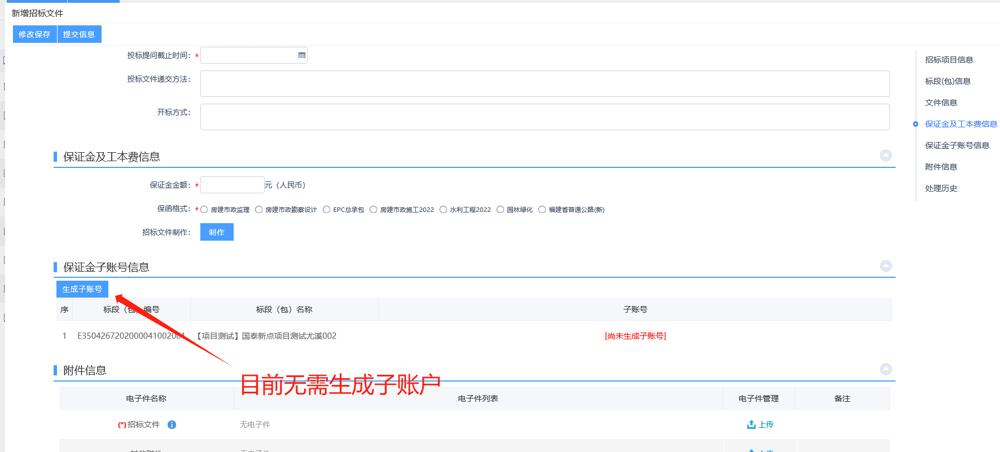 新增招标文件
修改保存 提交信息
投标提问截止时间：*
投标文件递交方法：
开标方式：
保证金及工本费信息
保证金金额：* 元（人民币）
保函格式：* 房建市政监理 房建市政勘察设计 EPC总承包 房建市政施工2022 水利工程2022 园林绿化 福建省普通公路(新)
招标文件制作： 制作
保证金子账号信息
生成子账号
序 标段（包）编号 标段（包）名称 子账号
1 E3504267202000041002001 【项目测试】国泰新点项目测试尤溪002 [尚未生成子账号]
附件信息
目前无需生成子账户
电子件名称 电子件列表 电子件管理 备注
(*)招标文件 无电子件 上传
招标项目信息
标段(包)信息
文件信息
保证金及工本费信息
保证金子账号信息
附件信息
处理历史